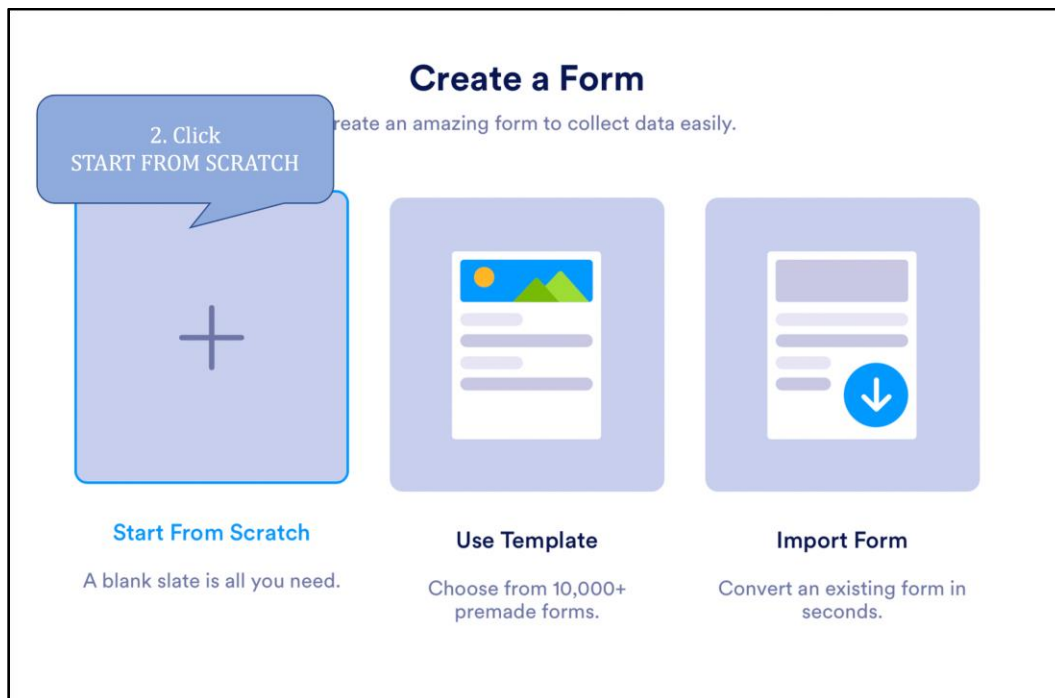 Create a Form
2. Click
START FROM SCRATCH
reate an amazing form to collect data easily.
Start From Scratch
A blank slate is all you need.
Use Template
Choose from 10,000+
premade forms.
Import Form
Convert an existing form in
seconds.